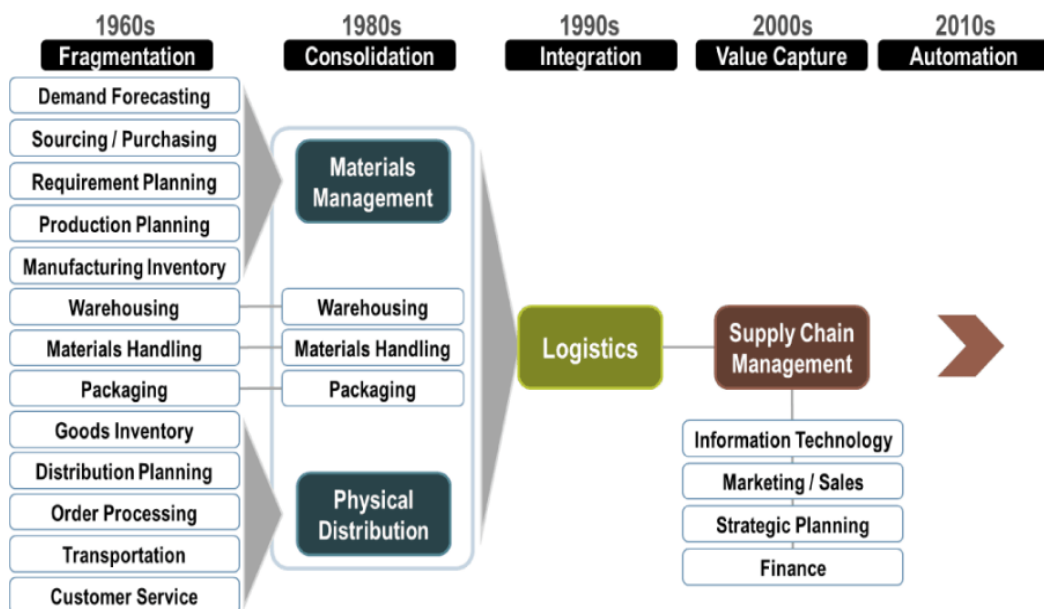 1960s
Fragmentation
Demand Forecasting
Sourcing / Purchasing
Requirement Planning
Production Planning
Manufacturing Inventory
Warehousing
Materials Handling
Packaging
Goods Inventory
Distribution Planning
Order Processing
Transportation
Customer Service
1980s
Consolidation
Materials
Management
Warehousing
Materials Handling
Packaging
Physical
Distribution
1990s
Integration
Logistics
2000s
Value Capture
Supply Chain
Management
Information Technology
Marketing / Sales
Strategic Planning
Finance
2010s
Automation